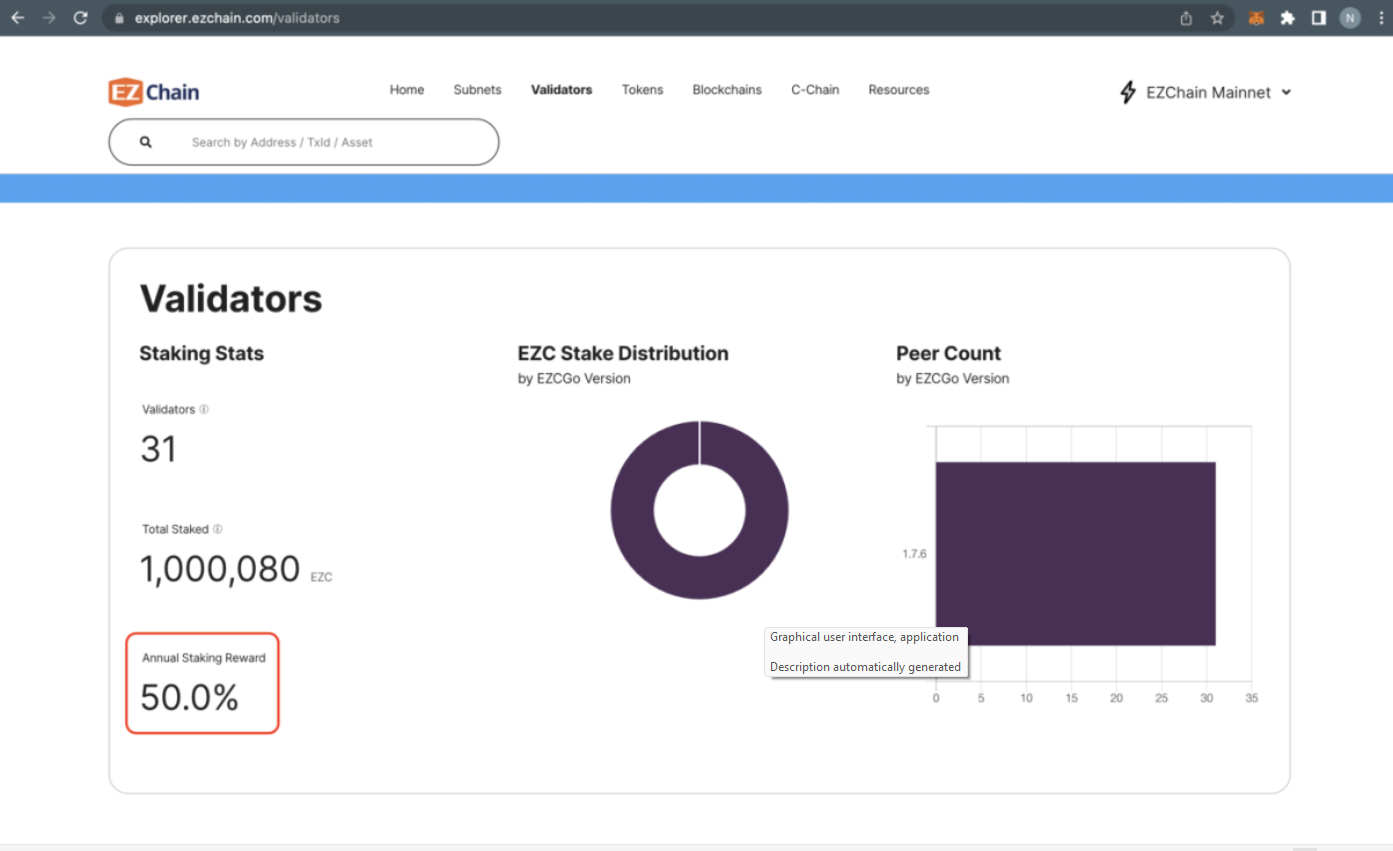 explorer.ezchain.com/validators
N
EZ Chain
Home Subnets Validators Tokens Blockchains C-Chain Resources
EZChain Mainnet
Search by Address / TxId / Asset
Validators
Staking Stats
Validators
31
Total Staked
1,000,080 EZC
Annual Staking Reward
50.0%
EZC Stake Distribution
by EZCGo Version
Peer Count
by EZCGo Version
1.7.6
0 5 10 15 20 25 30 35
Graphical user interface, application
Description automatically generated